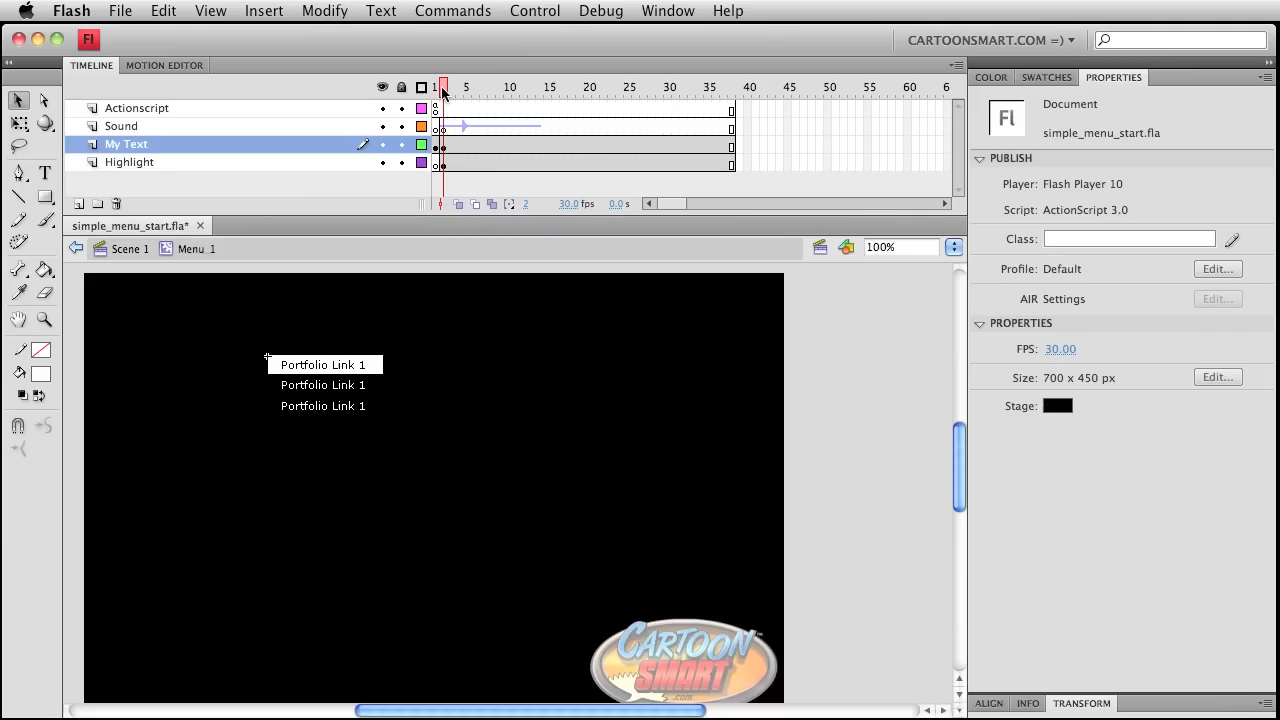 Flash File Edit View Insert Modify Text Commands Control Debug Window Help
Fl CARTOONSMART.COM =)
TIMELINE MOTION EDITOR
1 5 10 15 20 25 30 35 40 45 50 55 60 6
Actionscript
Sound
My Text
Highlight
2 30.0 fps 0.0 s
simple_menu_start.fla*
Scene 1 Menu_1 100%
T
Portfolio Link 1
Portfolio Link 1
Portfolio Link 1
CARTOON
SMART
.com
COLOR SWATCHES PROPERTIES
Fl
Document
simple_menu_start.fla
PUBLISH
Player: Flash Player 10
Script: ActionScript 3.0
Class:
Profile: Default Edit...
AIR Settings Edit...
PROPERTIES
FPS: 30.00
Size: 700 x 450 px Edit...
Stage:
ALIGN INFO TRANSFORM